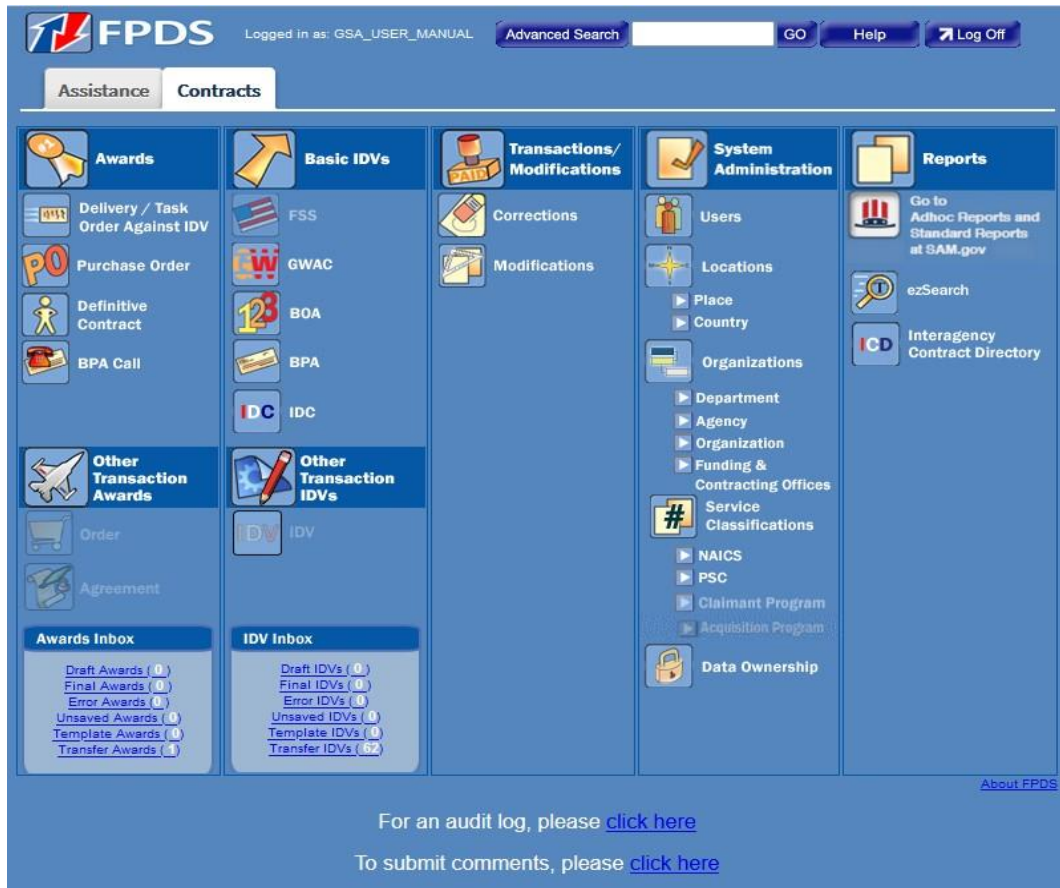 FPDS
Logged in as: GSA_USER_MANUAL
Advanced Search
GO
Help
Log Off
Assistance
Contracts
Awards
Delivery / Task
Order Against IDV
PO
Purchase Order
Definitive
Contract
BPA Call
Other
Transaction
Awards
Order
Agreement
Awards Inbox
Draft Awards ( 0 )
Final Awards ( 0 )
Error Awards ( 0 )
Unsaved Awards ( 0 )
Template Awards ( 0 )
Transfer Awards ( 1 )
Basic IDVs
FSS
GW
GWAC
123
BOA
BPA
IDC
IDC
Other
Transaction
IDVs
IDV
IDV
IDV Inbox
Draft IDVs ( 0 )
Final IDVs ( 0 )
Error IDVs ( 0 )
Unsaved IDVs ( 0 )
Template IDVs ( 0 )
Transfer IDVs ( 62 )
PAID
Transactions/
Modifications
Corrections
Modifications
System
Administration
Users
Locations
Place
Country
Organizations
Department
Agency
Organization
Funding &
Contracting Offices
#
Service
Classifications
NAICS
PSC
Claimant Program
Acquisition Program
Data Ownership
Reports
Go to
Adhoc Reports and
Standard Reports
at SAM.gov
T
ezSearch
ICD
Interagency
Contract Directory
About FPDS
For an audit log, please click here
To submit comments, please click here